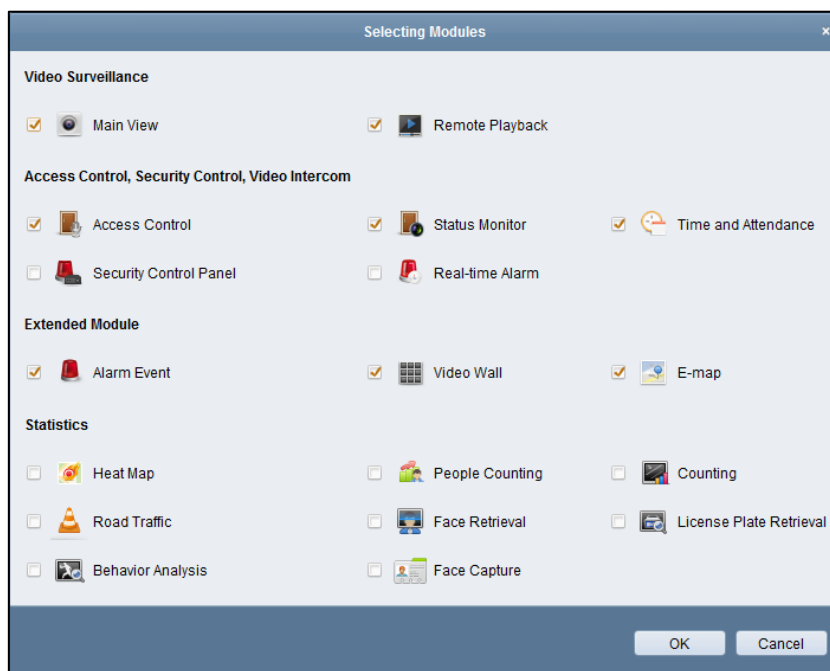 Selecting Modules
Video Surveillance
Main View Remote Playback
Access Control, Security Control, Video Intercom
Access Control Status Monitor Time and Attendance
Security Control Panel Real-time Alarm
Extended Module
Alarm Event Video Wall E-map
Statistics
Heat Map People Counting Counting
Road Traffic Face Retrieval License Plate Retrieval
Behavior Analysis Face Capture
OK Cancel